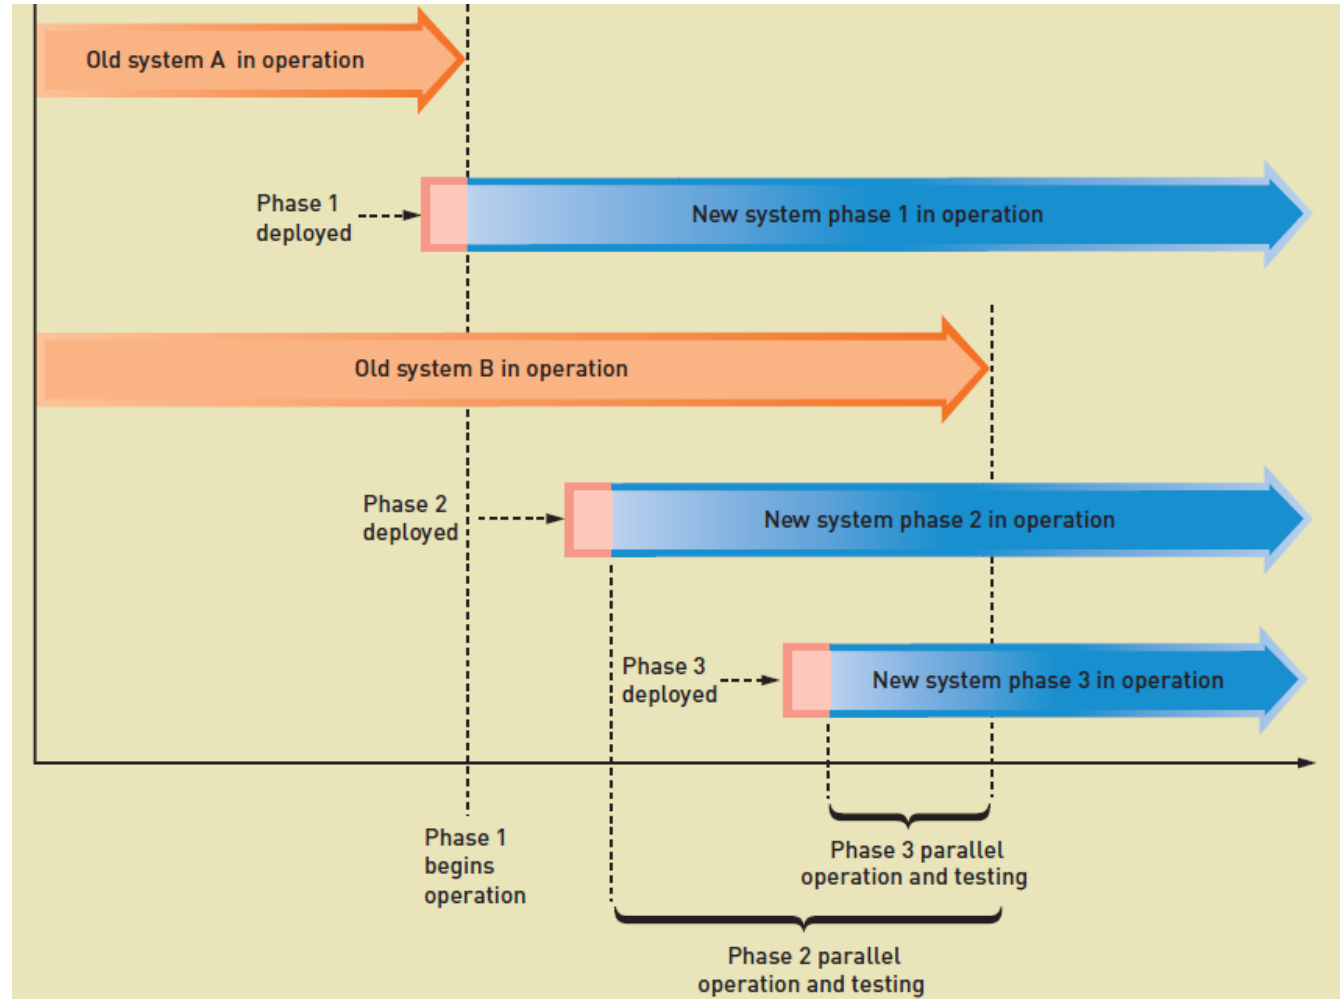 Old system A in operation
Phase 1
deployed
New system phase 1 in operation
Old system B in operation
Phase 2
deployed
New system phase 2 in operation
Phase 3
deployed
New system phase 3 in operation
Phase 1
begins
operation
Phase 3 parallel
operation and testing
Phase 2 parallel
operation and testing